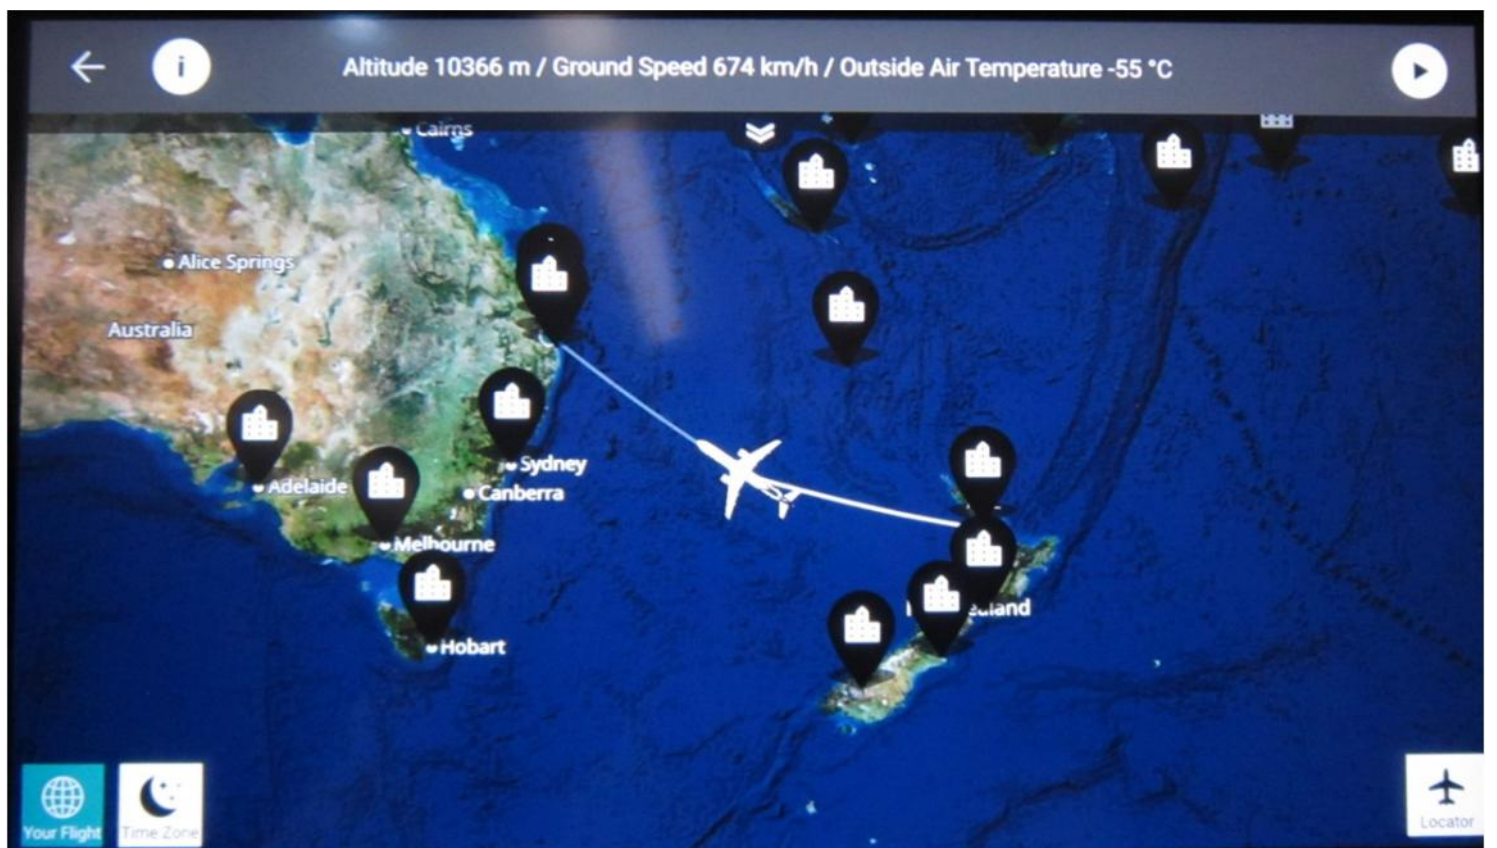 i
Altitude 10366 m / Ground Speed 674 km/h / Outside Air Temperature -55 °C
Cairns
Alice Springs
Australia
Sydney
Adelaide
Canberra
Melbourne
Hobart
Your Flight
Time Zone
Locator